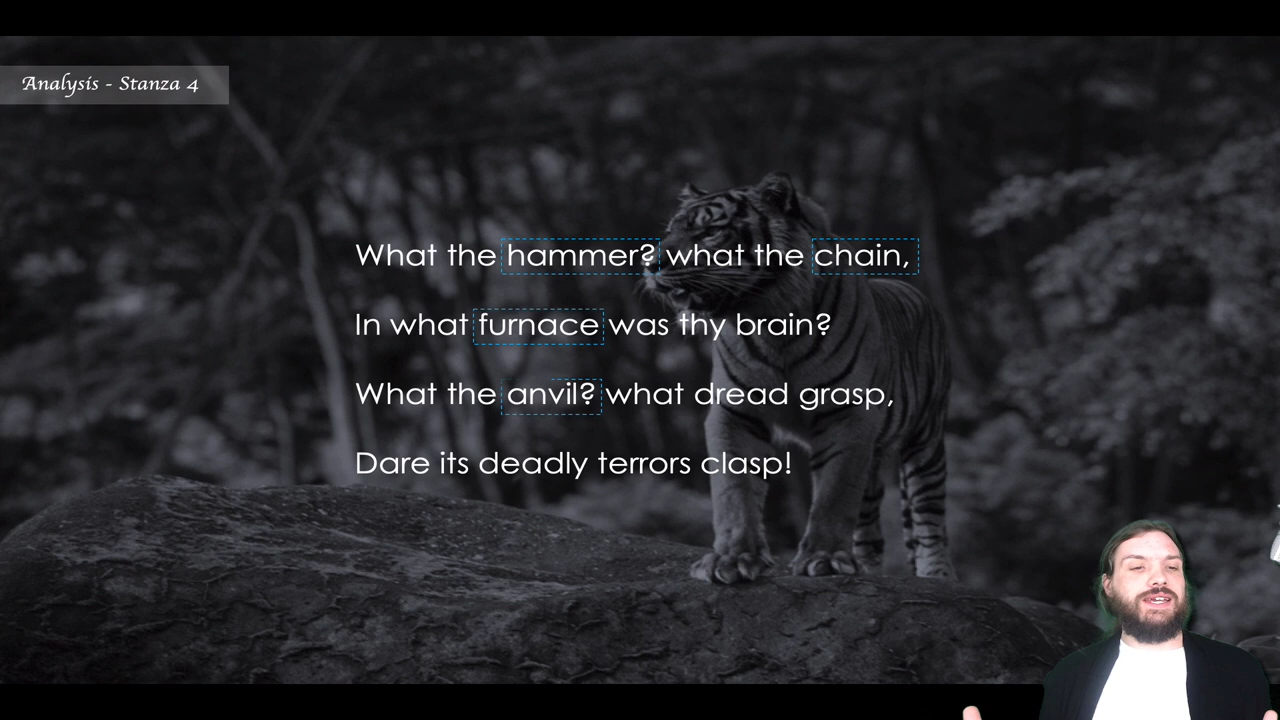 Analysis - Stanza 4
What the hammer? what the chain,
In what furnace was thy brain?
What the anvil? what dread grasp,
Dare its deadly terrors clasp!